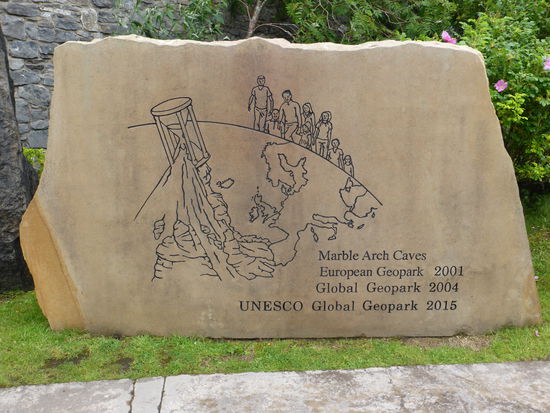 Marble Arch Caves
European Geopark 2001
Global Geopark 2004
UNESCO Global Geopark 2015